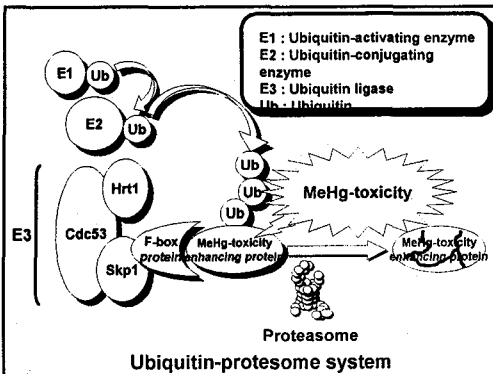 E1 : Ubiquitin-activating enzyme
E2 : Ubiquitin-conjugating
enzyme
E3 : Ubiquitin ligase
Ub : Ubiquitin
E1
Ub
E2
Ub
Ub
Ub
Ub
MeHg-toxicity
E3
Hrt1
Cdc53
Skp1
F-box
protein
MeHg-toxicity
enhancing protein
MeHg-toxicity
enhancing protein
Proteasome
Ubiquitin-protesome system